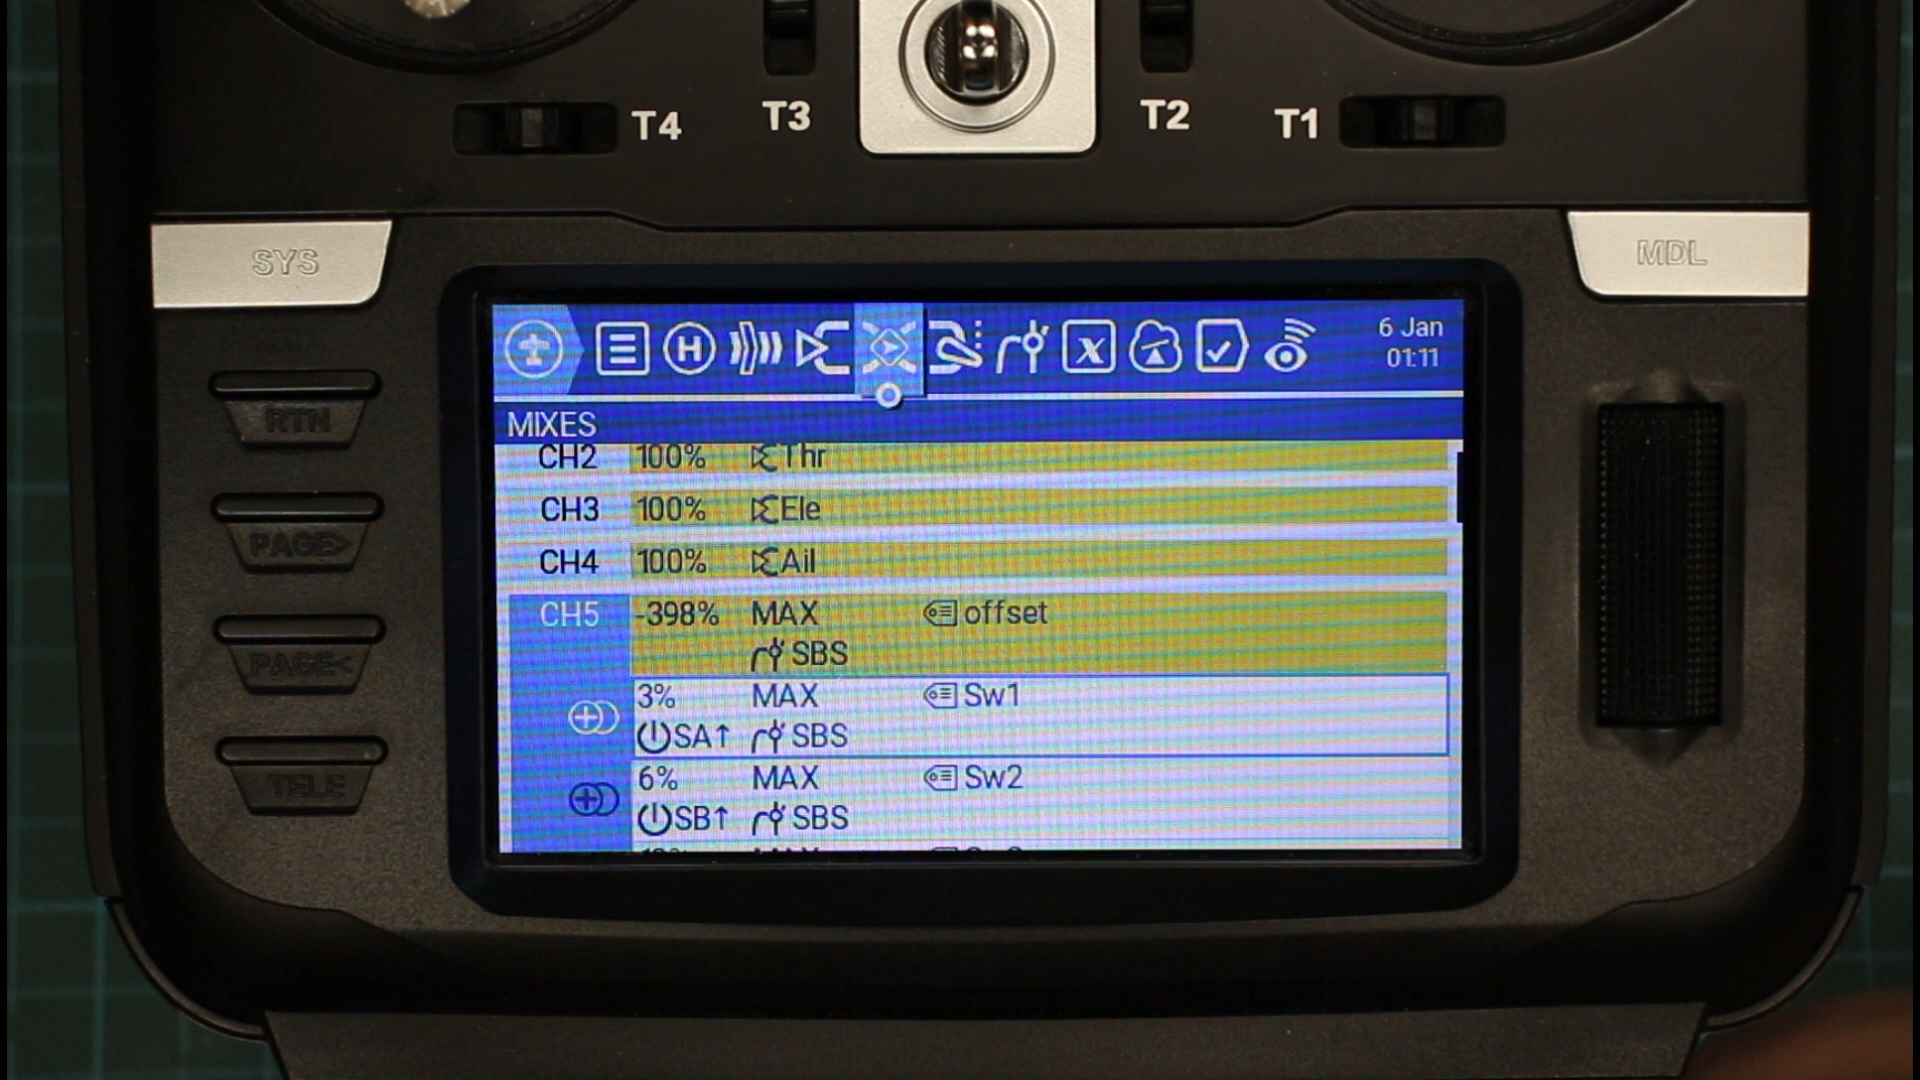 T4 T3 T2 T1
SYS MDL
6 Jan
01:11
RTN
PAGE>
PAGE<
TELE
MIXES
CH2 100% Thr
CH3 100% Ele
CH4 100% Ail
CH5 -398% MAX offset
SBS
3% MAX Sw1
SA↑ SBS
6% MAX Sw2
SB↑ SBS